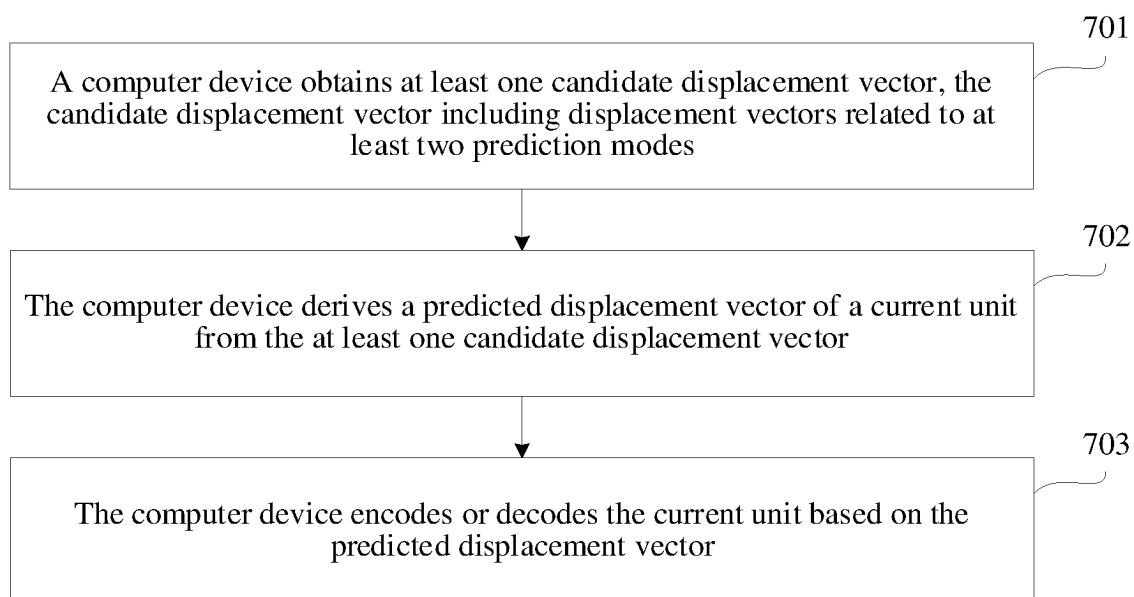 701
A computer device obtains at least one candidate displacement vector, the
candidate displacement vector including displacement vectors related to at
least two prediction modes
702
The computer device derives a predicted displacement vector of a current unit
from the at least one candidate displacement vector
703
The computer device encodes or decodes the current unit based on the
predicted displacement vector